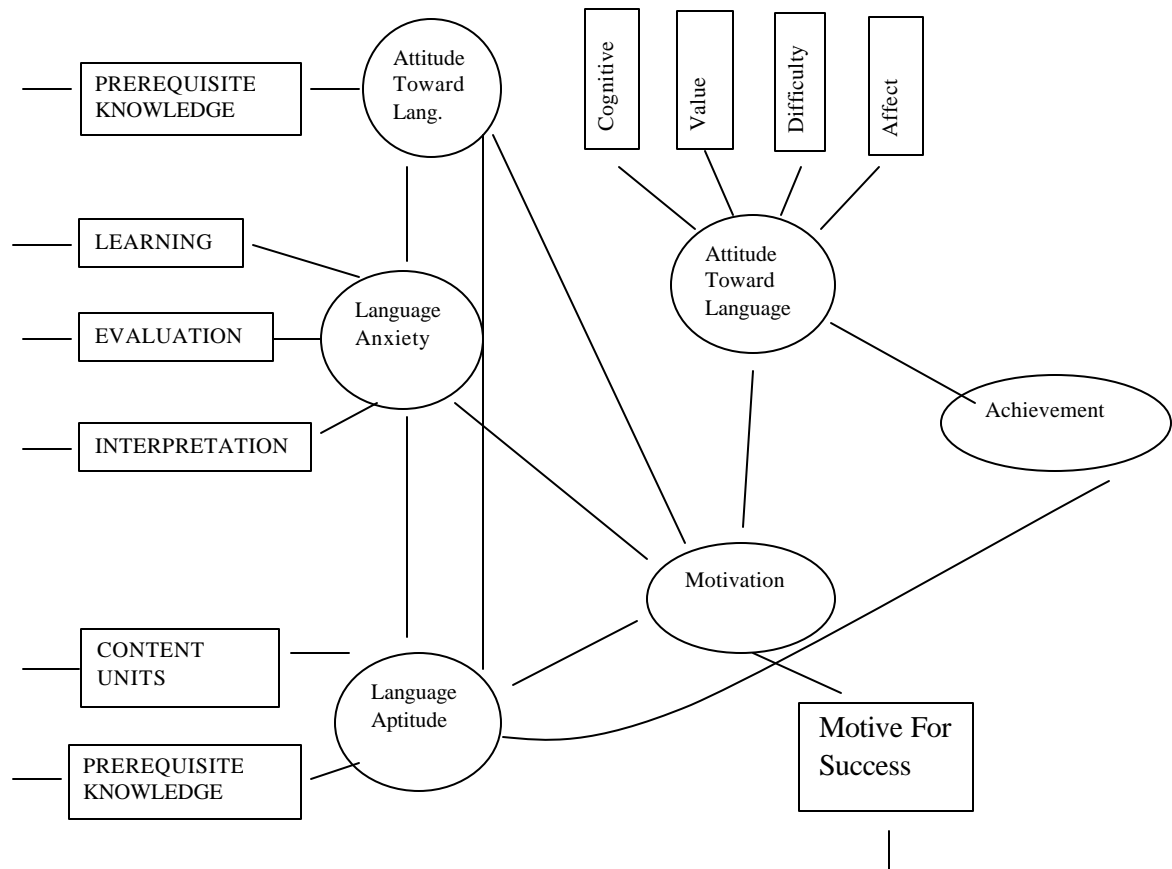 PREREQUISITE
KNOWLEDGE
Attitude
Toward
Lang.
Cognitive
Value
Difficulty
Affect
LEARNING
Language
Anxiety
Attitude
Toward
Language
EVALUATION
INTERPRETATION
Achievement
Motivation
CONTENT
UNITS
Language
Aptitude
PREREQUISITE
KNOWLEDGE
Motive For
Success